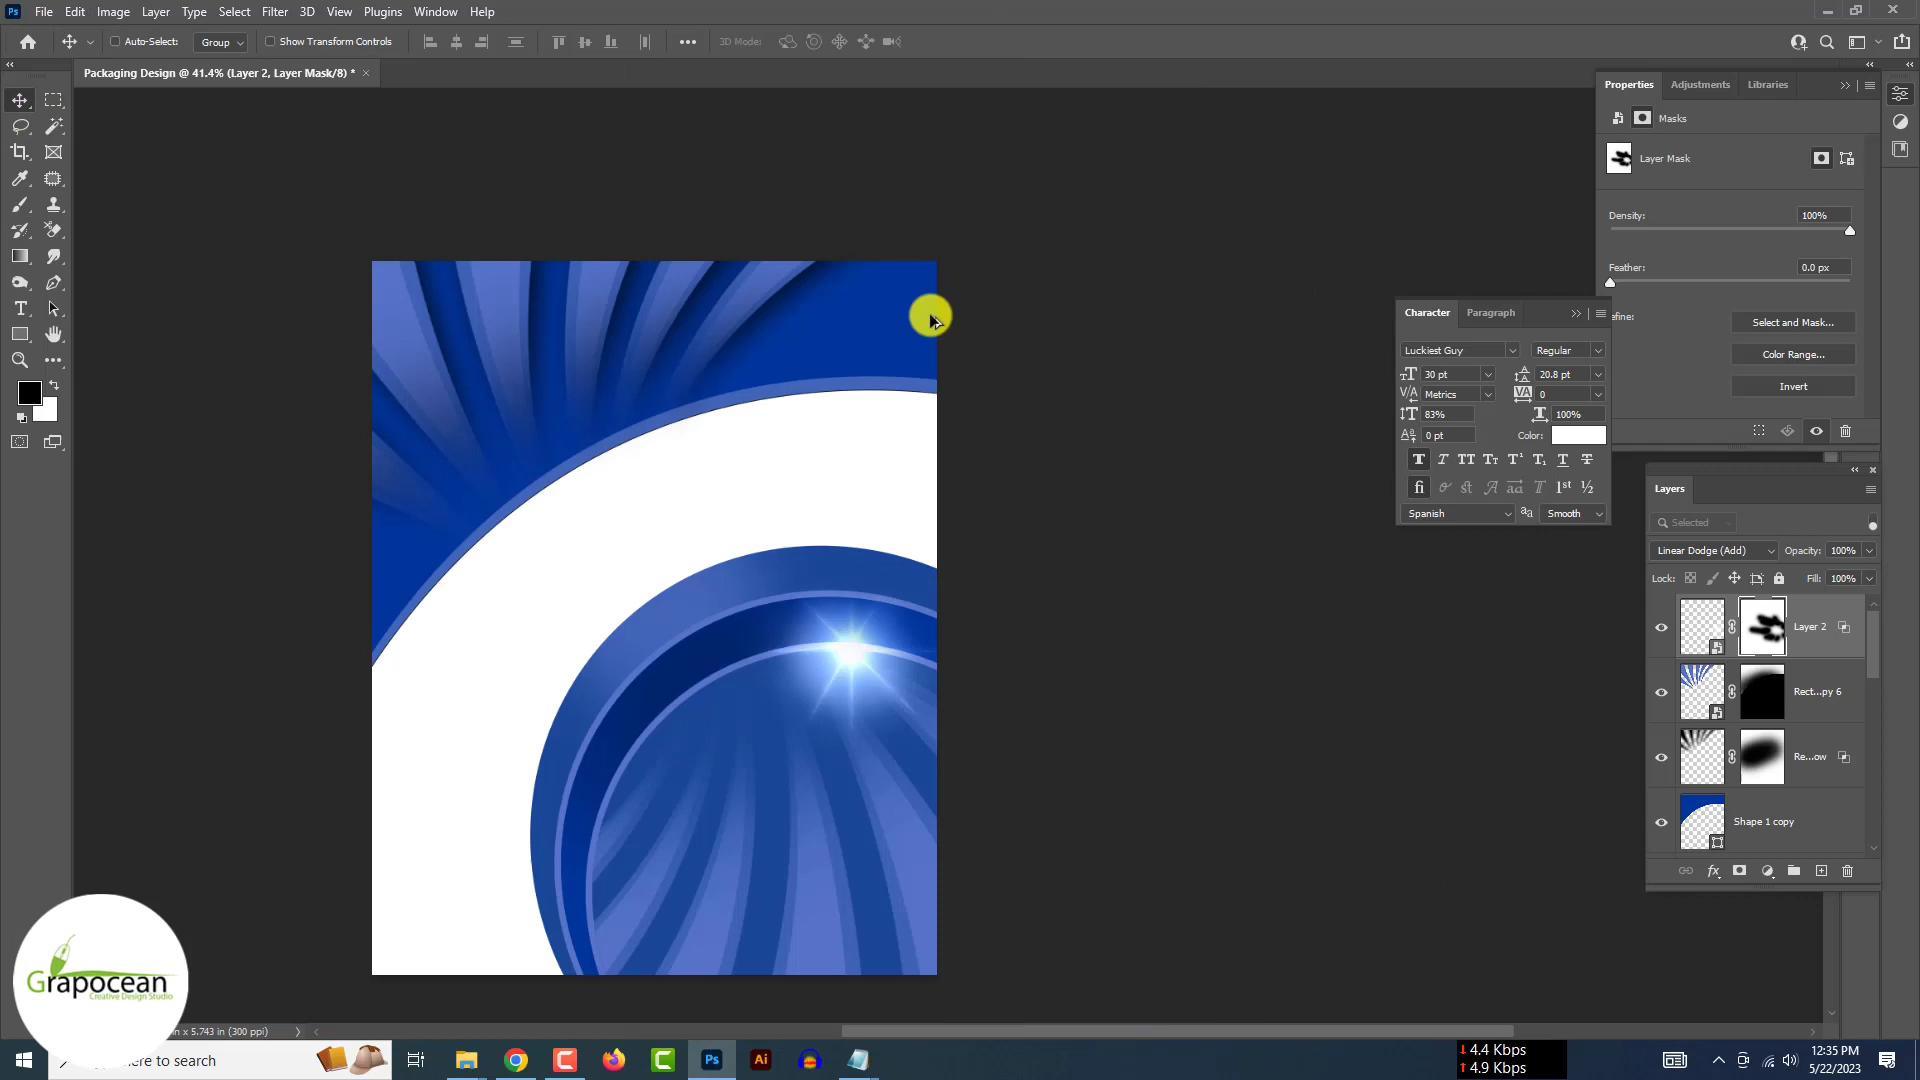 Ps File Edit Image Layer Type Select Filter 3D View Plugins Window Help
Auto-Select: Group Show Transform Controls 3D Mode:
Packaging Design @ 41.4% (Layer 2, Layer Mask/8) *
Properties Adjustments Libraries
Masks
Layer Mask
Density: 100%
Feather: 0.0 px
efine: Select and Mask...
Color Range...
Invert
Character Paragraph
Luckiest Guy Regular
30 pt 20.8 pt
Metrics 0
83% 100%
0 pt Color:
Spanish Smooth
Layers
Selected
Linear Dodge (Add) Opacity: 100%
Lock: Fill: 100%
Layer 2
Rect...py 6
Re...ow
Shape 1 copy
Grapocean
Creative Design Studio
in x 5.743 in (300 ppi)
here to search
Ps Ai
4.4 Kbps
4.9 Kbps
12:35 PM
5/22/2023